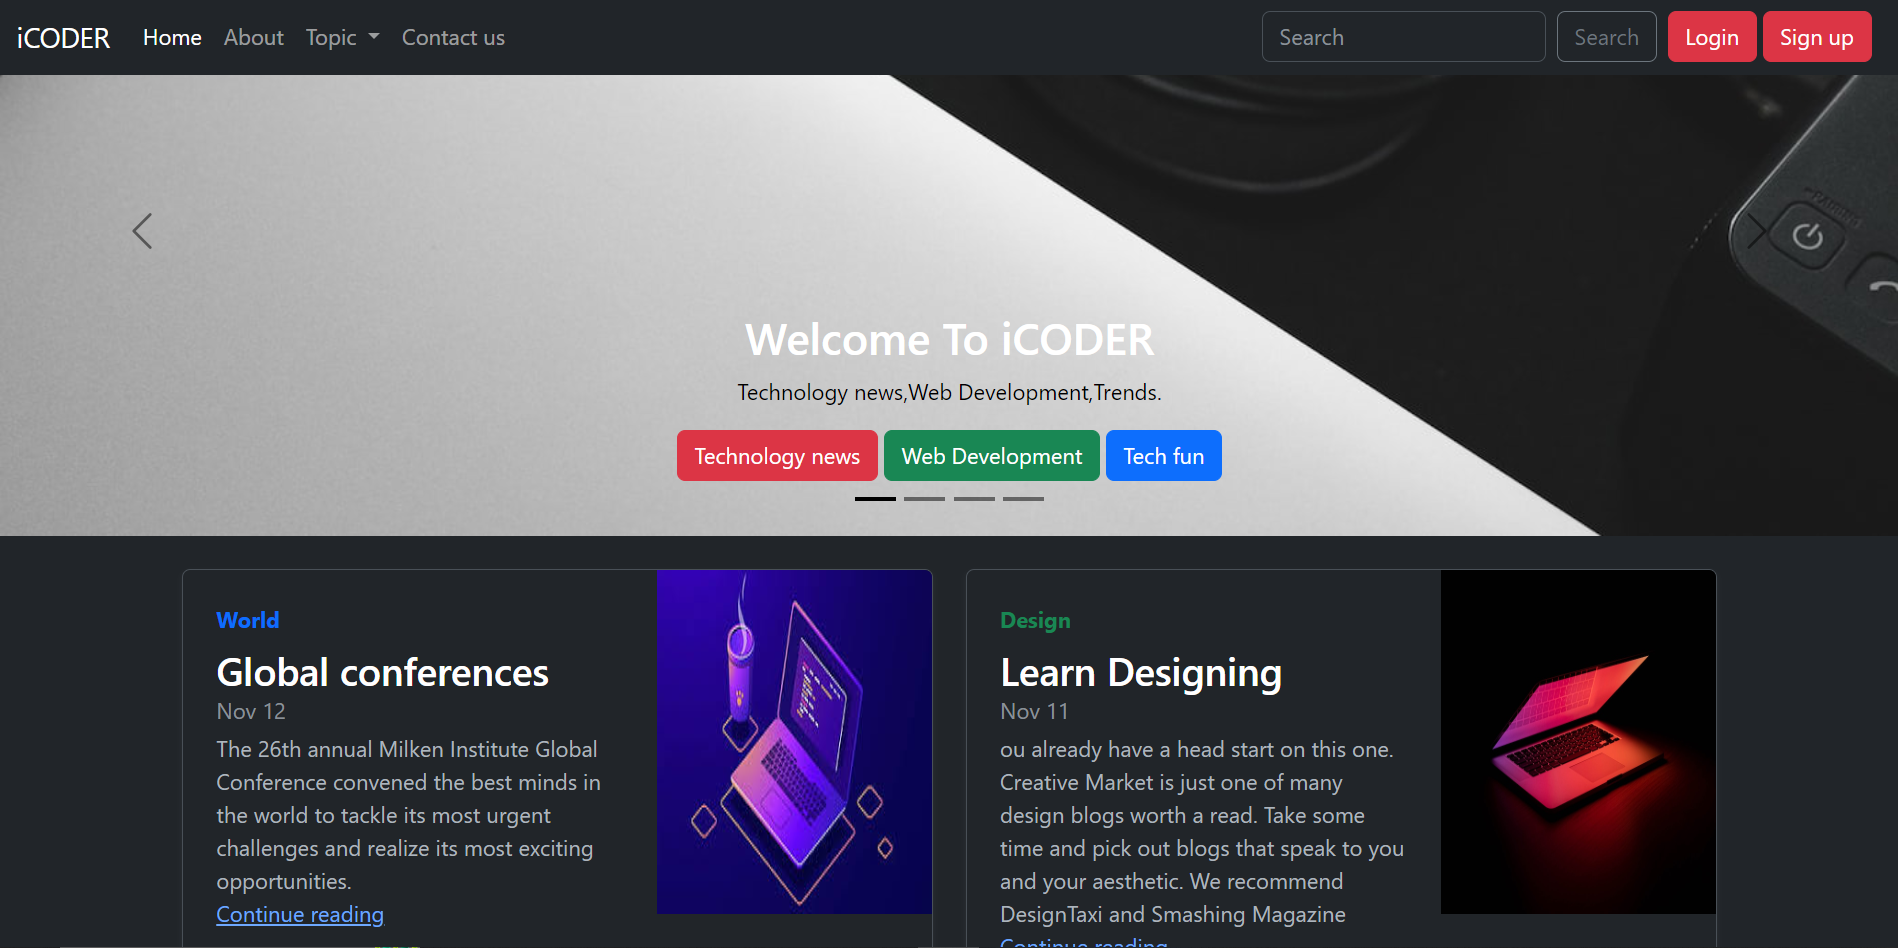 iCODER Home About Topic Contact us Search Search Login Sign up
Welcome To iCODER
Technology news,Web Development,Trends.
Technology news Web Development Tech fun
World
Global conferences
Nov 12
The 26th annual Milken Institute Global
Conference convened the best minds in
the world to tackle its most urgent
challenges and realize its most exciting
opportunities.
Continue reading
Design
Learn Designing
Nov 11
ou already have a head start on this one.
Creative Market is just one of many
design blogs worth a read. Take some
time and pick out blogs that speak to you
and your aesthetic. We recommend
DesignTaxi and Smashing Magazine
Continue reading